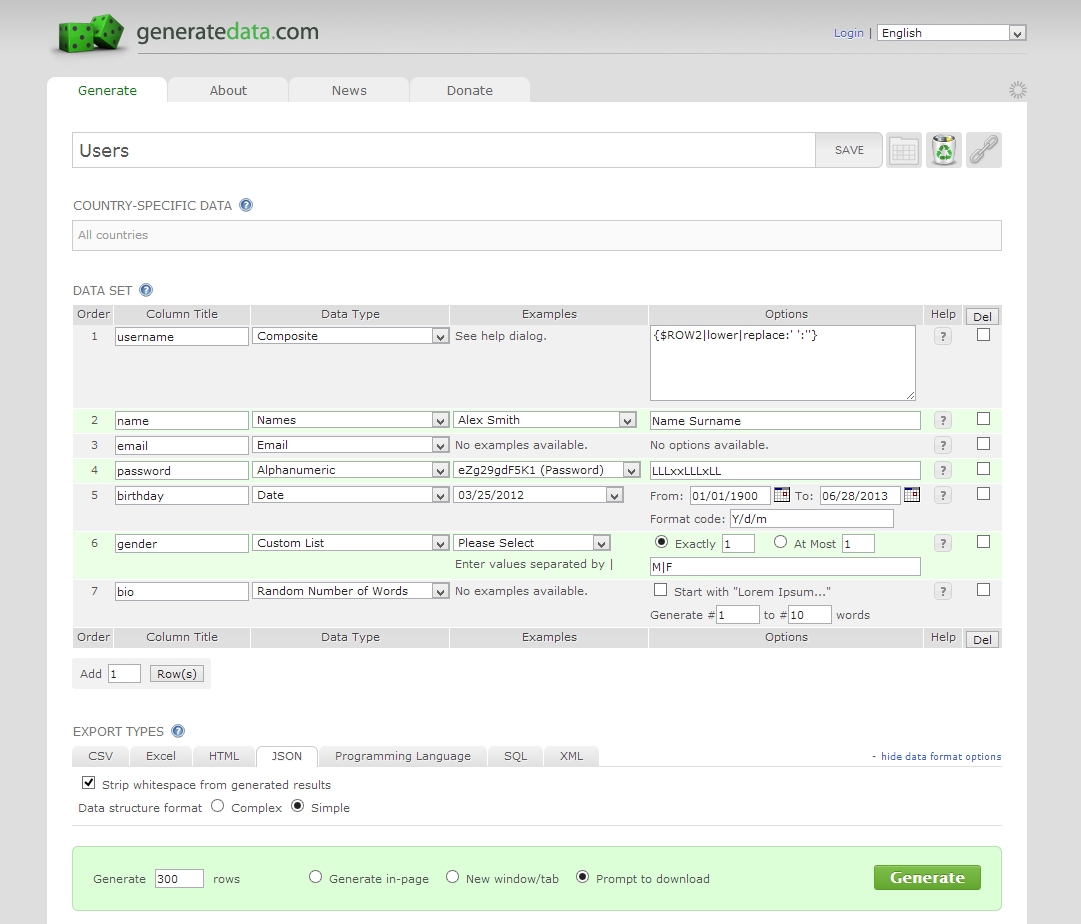 generatedata.com
Login | English
Generate About News Donate
Users SAVE
COUNTRY-SPECIFIC DATA ?
All countries
DATA SET ?
Order Column Title Data Type Examples Options Help Del
1 username Composite See help dialog. {$ROW2|lower|replace:' ':''} ?
2 name Names Alex Smith Name Surname ?
3 email Email No examples available. No options available. ?
4 password Alphanumeric eZg29gdF5K1 (Password) LLLxxLLLxLL ?
5 birthday Date 03/25/2012 From: 01/01/1900 To: 06/28/2013 ?
Format code: Y/d/m
6 gender Custom List Please Select Exactly 1 At Most 1 ?
Enter values separated by | M|F
7 bio Random Number of Words No examples available. Start with "Lorem Ipsum..." ?
Generate #1 to #10 words
Order Column Title Data Type Examples Options Help Del
Add 1 Row(s)
EXPORT TYPES ?
CSV Excel HTML JSON Programming Language SQL XML - hide data format options
Strip whitespace from generated results
Data structure format Complex Simple
Generate 300 rows Generate in-page New window/tab Prompt to download Generate